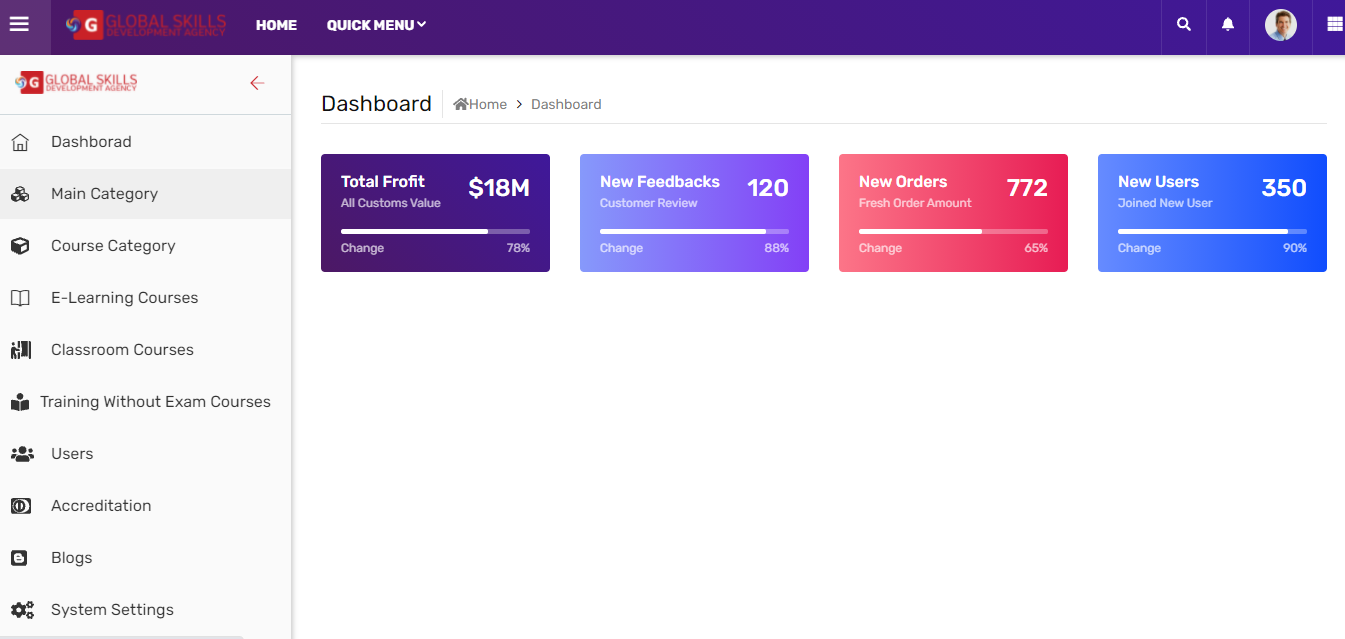 G GLOBAL SKILLS
DEVELOPMENT AGENCY
HOME
QUICK MENU
G GLOBAL SKILLS
DEVELOPMENT AGENCY
Dashborad
Main Category
Course Category
E-Learning Courses
Classroom Courses
Training Without Exam Courses
Users
Accreditation
Blogs
System Settings
Dashboard
Home > Dashboard
Total Frofit
$18M
All Customs Value
Change 78%
New Feedbacks
120
Customer Review
Change 88%
New Orders
772
Fresh Order Amount
Change 65%
New Users
350
Joined New User
Change 90%